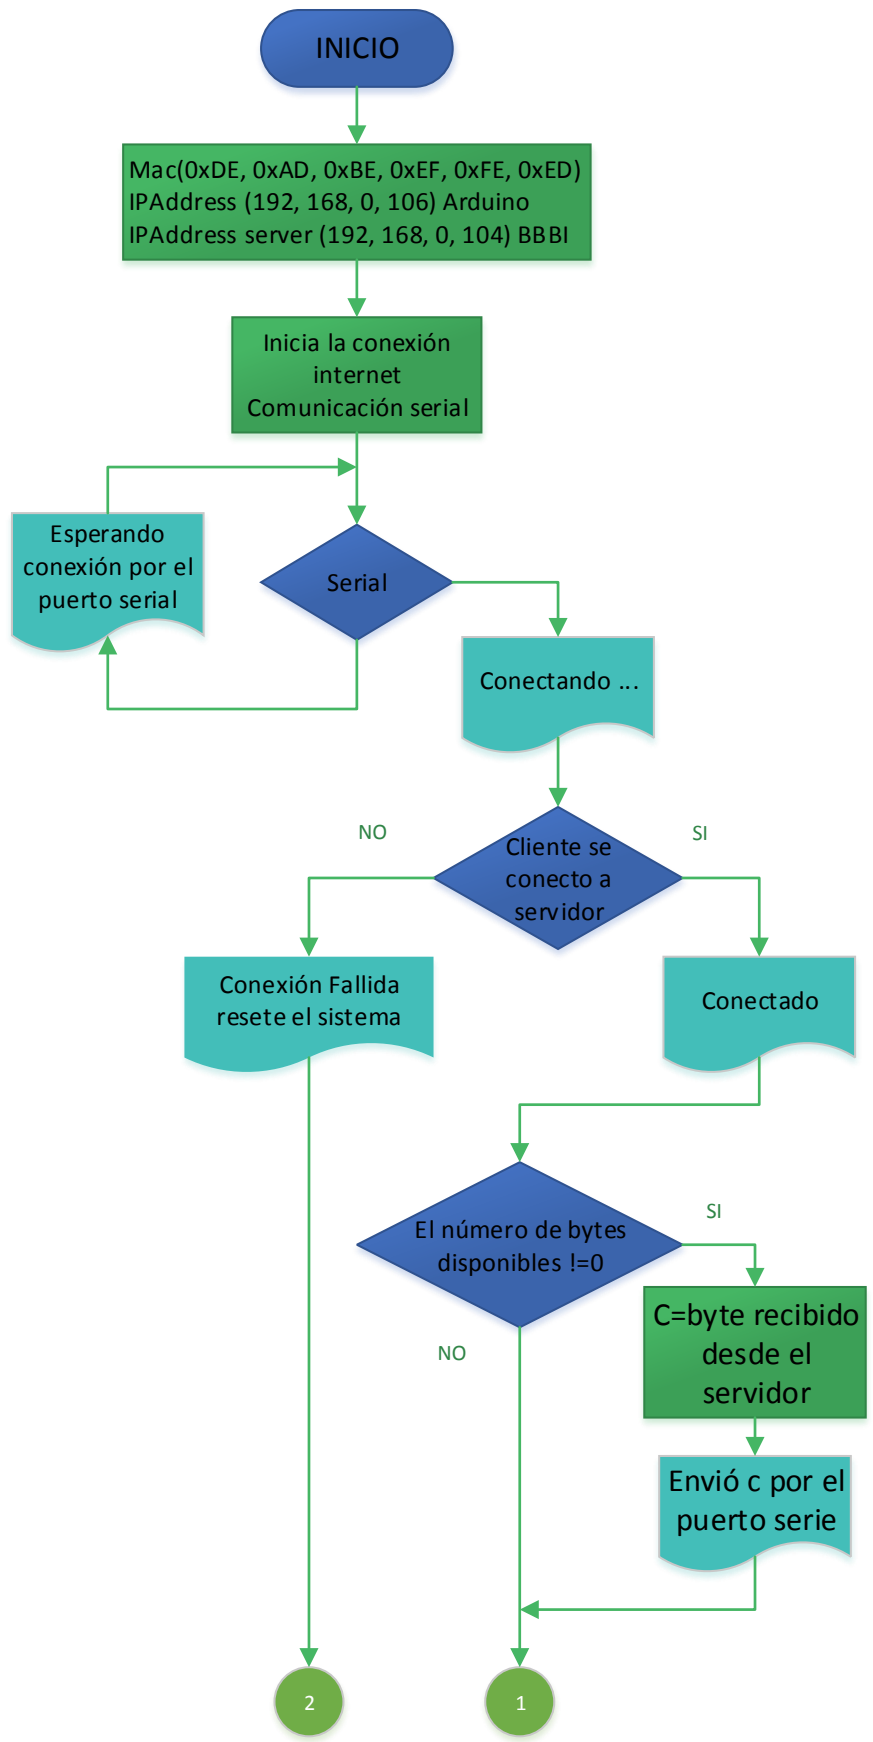 INICIO
Mac(0xDE, 0xAD, 0xBE, 0xEF, 0xFE, 0xED)
IPAddress (192, 168, 0, 106) Arduino
IPAddress server (192, 168, 0, 104) BBBI
Inicia la conexión
internet
Comunicación serial
Esperando
conexión por el
puerto serial
Serial
Conectando ...
NO
SI
Cliente se
conecto a
servidor
Conexión Fallida
resete el sistema
Conectado
El número de bytes
disponibles !=0
SI
NO
C=byte recibido
desde el
servidor
Envió c por el
puerto serie
2
1